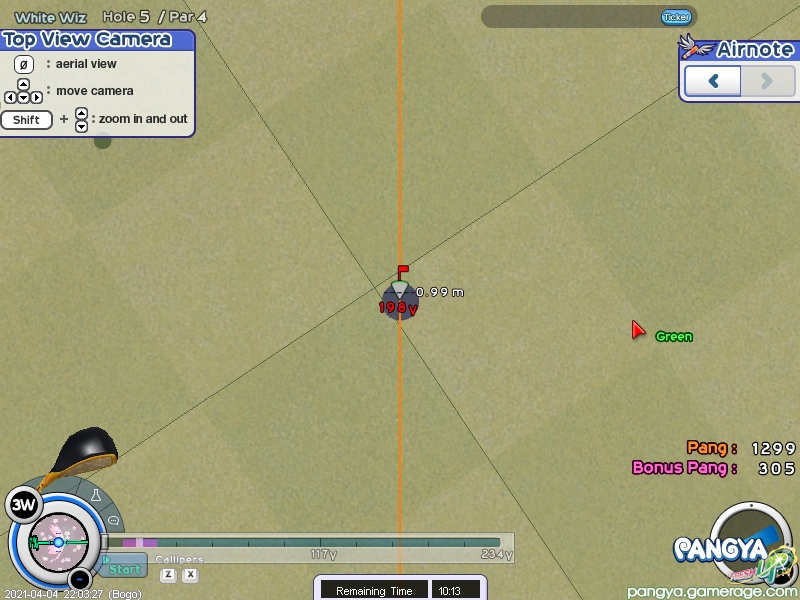 White Wiz Hole 5 / Par 4
Ticker
Top View Camera
Ø : aerial view
: move camera
Shift + : zoom in and out
Airnote
0.99 m
198y
Green
Pang : 1299
Bonus Pang : 305
3W
117y
234y
Start
Callipers
Z X
PANGYA
FRESH UP
Remaining Time 10:13
2021-04-04 22:03:27 (Bogo)
pangya.gamerage.com